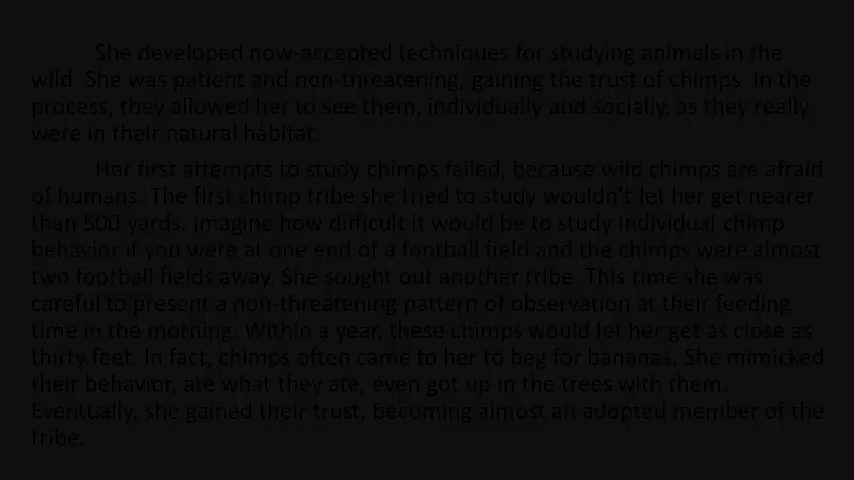 She developed now-accepted techniques for studying animals in the
wild. She was patient and non-threatening, gaining the trust of chimps. In the
process, they allowed her to see them, individually and socially, as they really
were in their natural habitat.
Her first attempts to study chimps failed, because wild chimps are afraid
of humans. The first chimp tribe she tried to study wouldn't let her get nearer
than 500 yards. Imagine how difficult it would be to study individual chimp
behavior if you were at one end of a football field and the chimps were almost
two football fields away. She sought out another tribe. This time she was
careful to present a non-threatening pattern of observation at their feeding
time in the morning. Within a year, these chimps would let her get as close as
thirty feet. In fact, chimps often came to her to beg for bananas. She mimicked
their behavior, ate what they ate, even got up in the trees with them.
Eventually, she gained their trust, becoming almost an adopted member of the
tribe.